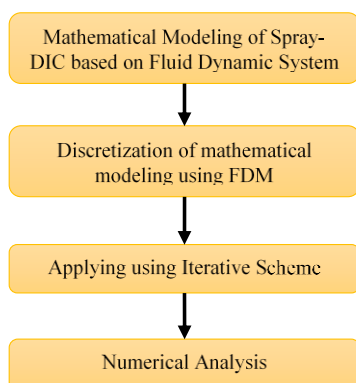 Mathematical Modeling of Spray-
DIC based on Fluid Dynamic System
Discretization of mathematical
modeling using FDM
Applying using Iterative Scheme
Numerical Analysis